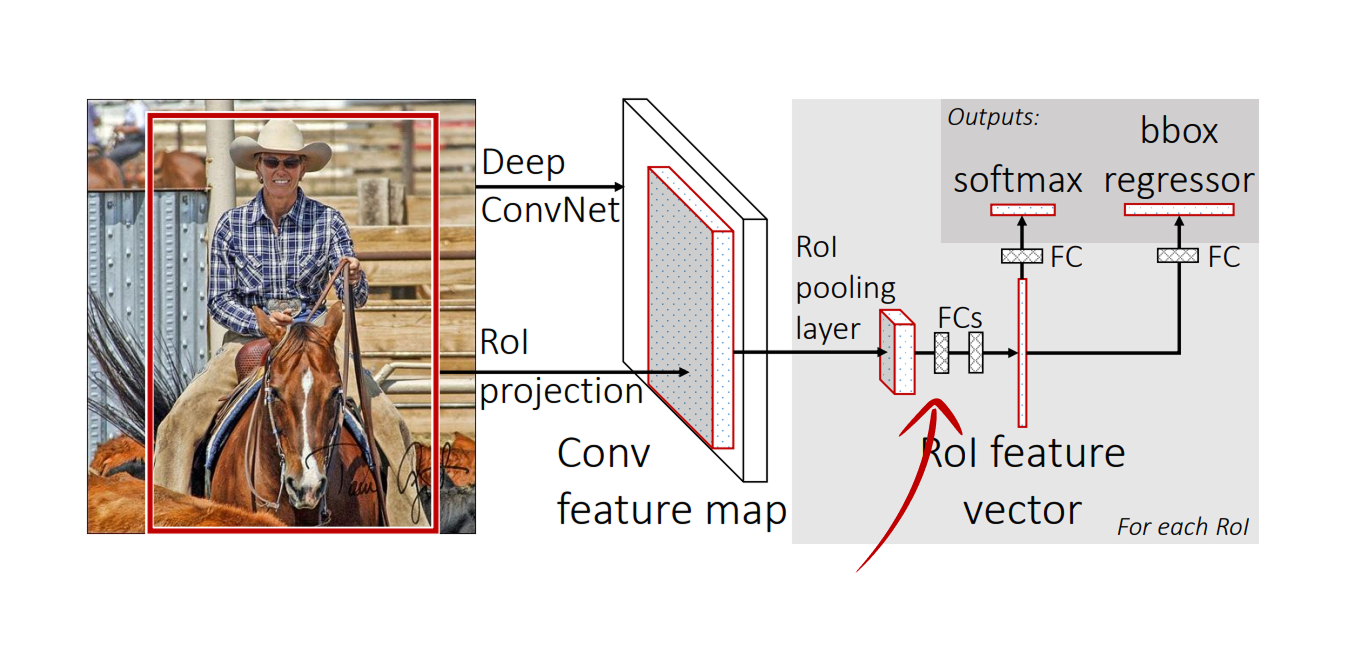 Deep
ConvNet
RoI
projection
Conv
feature map
RoI
pooling
layer
FCs
Outputs:
softmax
bbox
regressor
FC
FC
RoI feature
vector
For each RoI